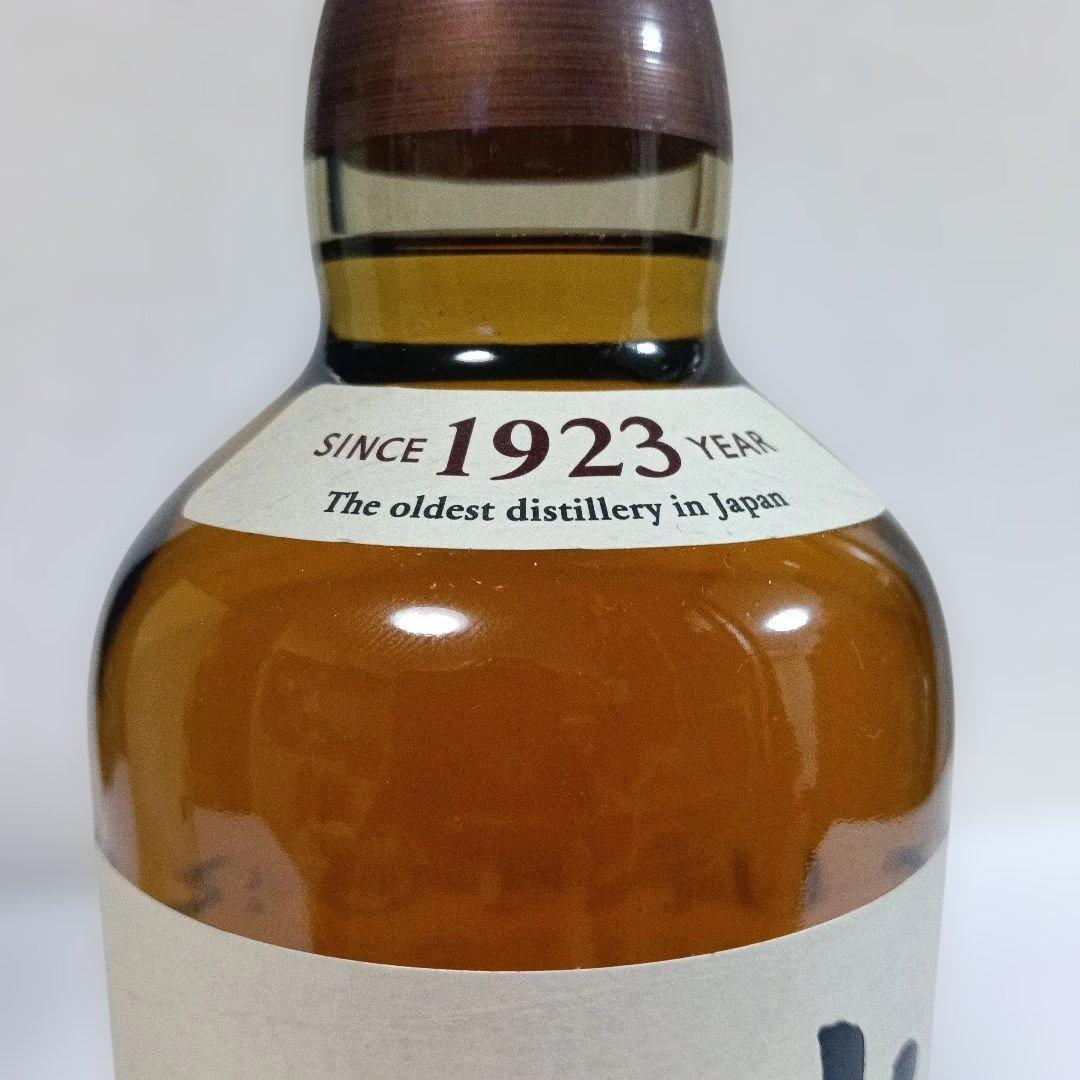 SINCE 1923 YEAR
The oldest distillery in Japan